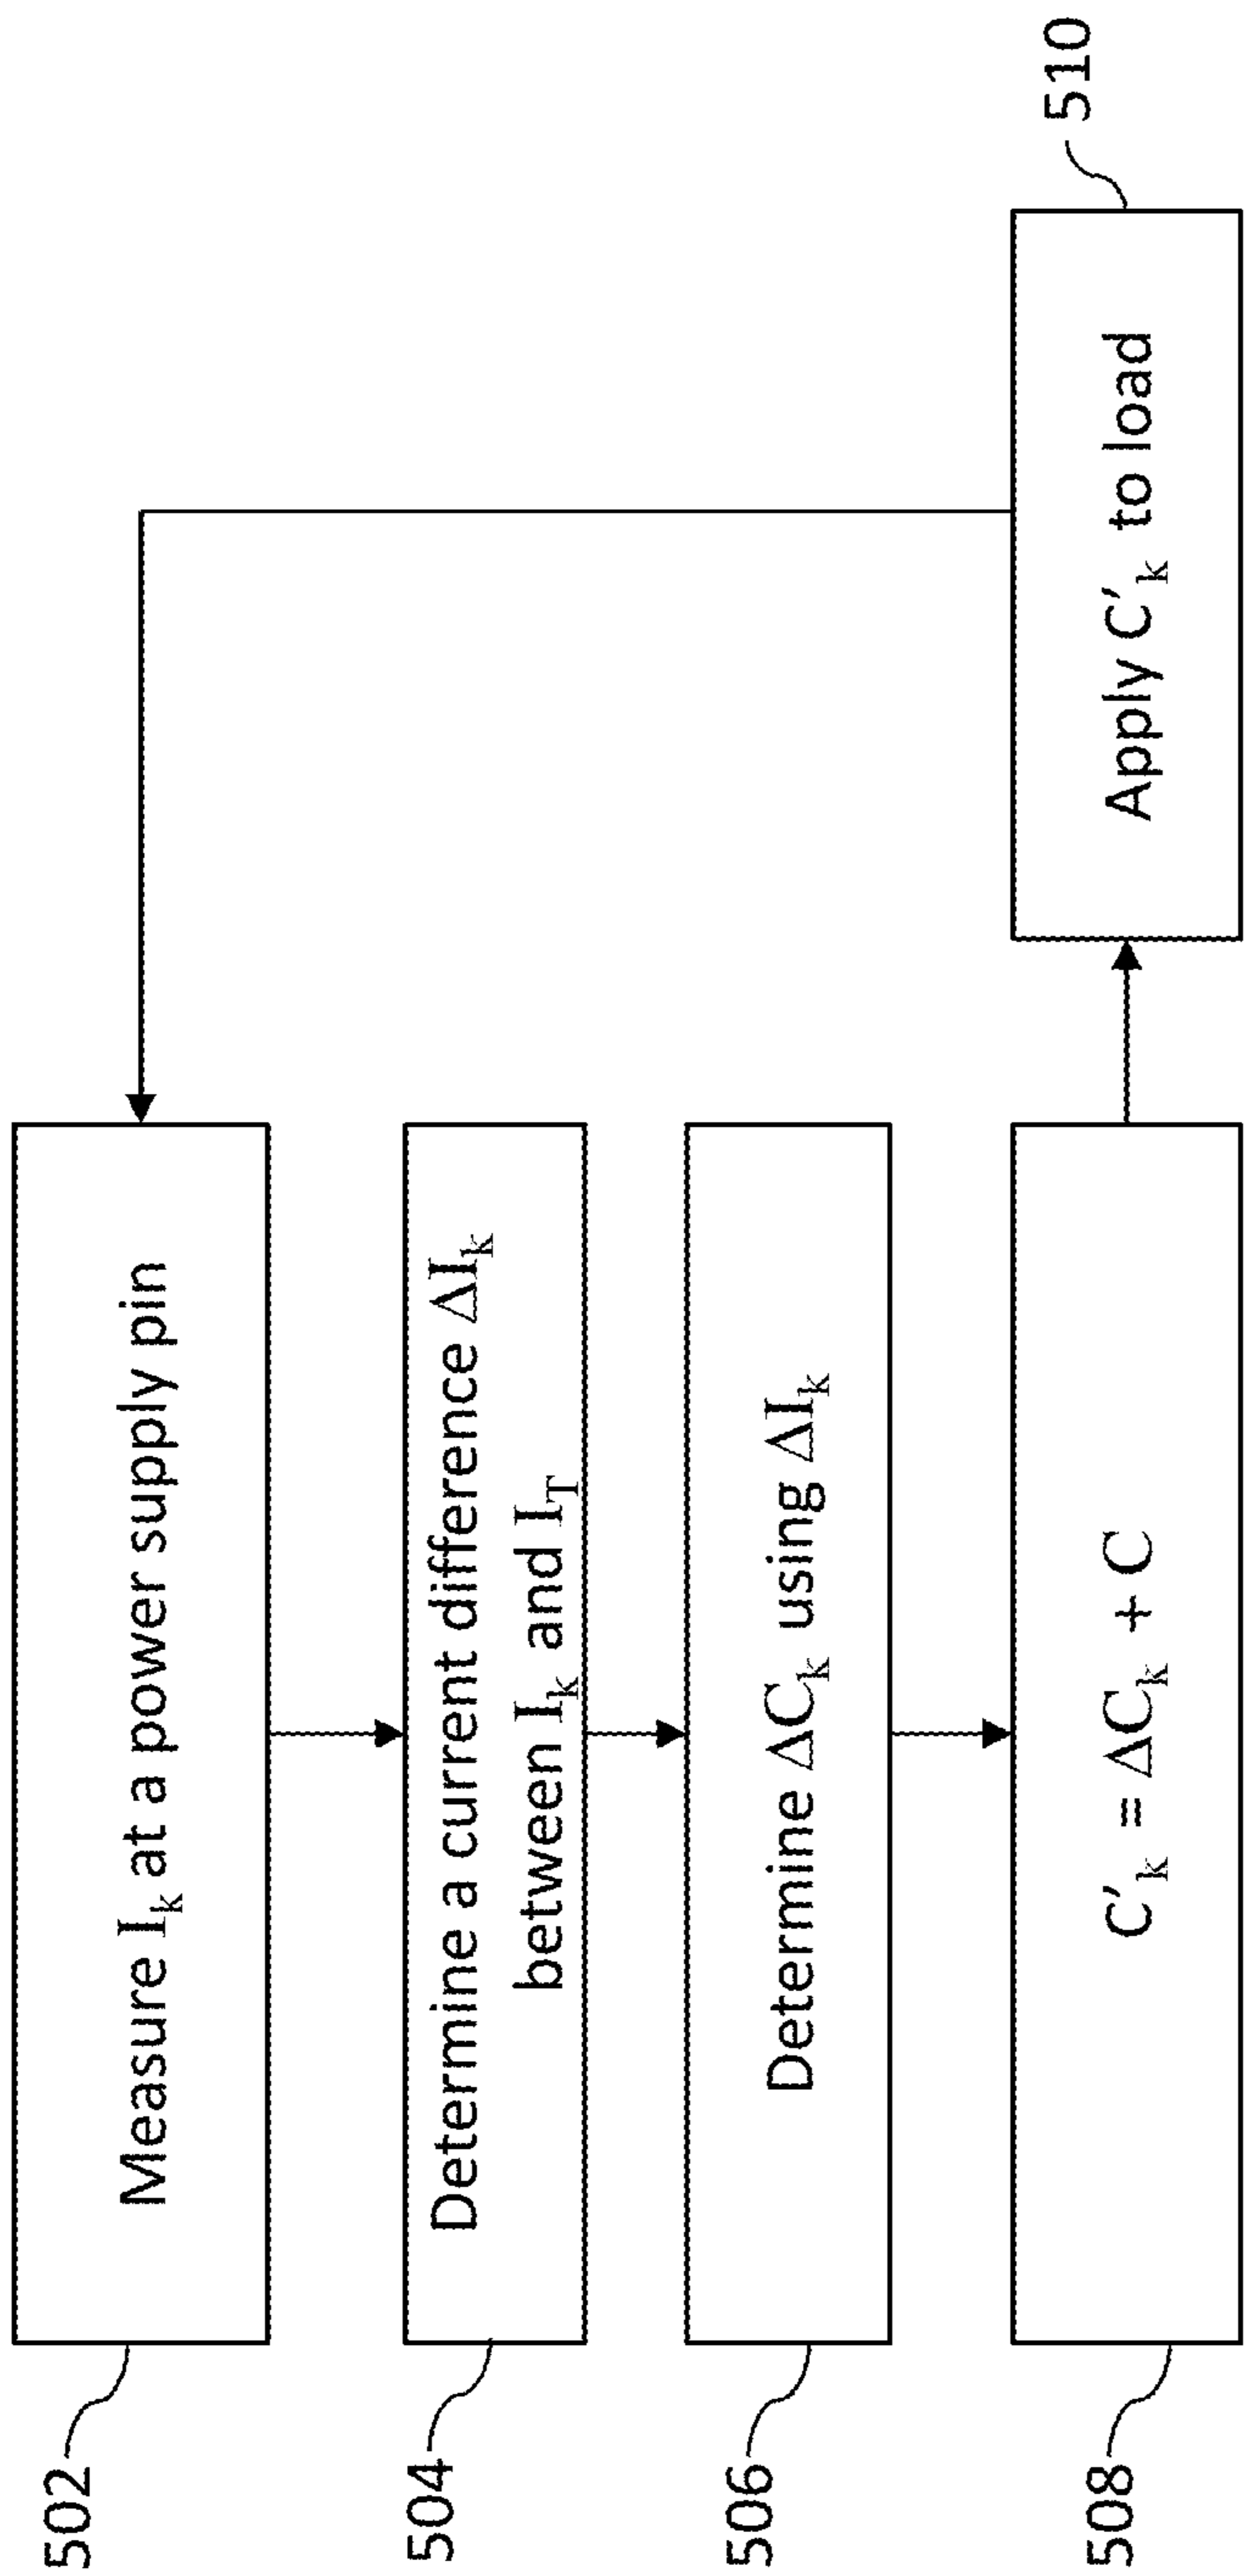 502
Measure Iₖ at a power supply pin
504
Determine a current difference ΔIₖ
between Iₖ and I_T
506
Determine ΔCₖ using ΔIₖ
508
C′ₖ = ΔCₖ + C
510
Apply C′ₖ to load